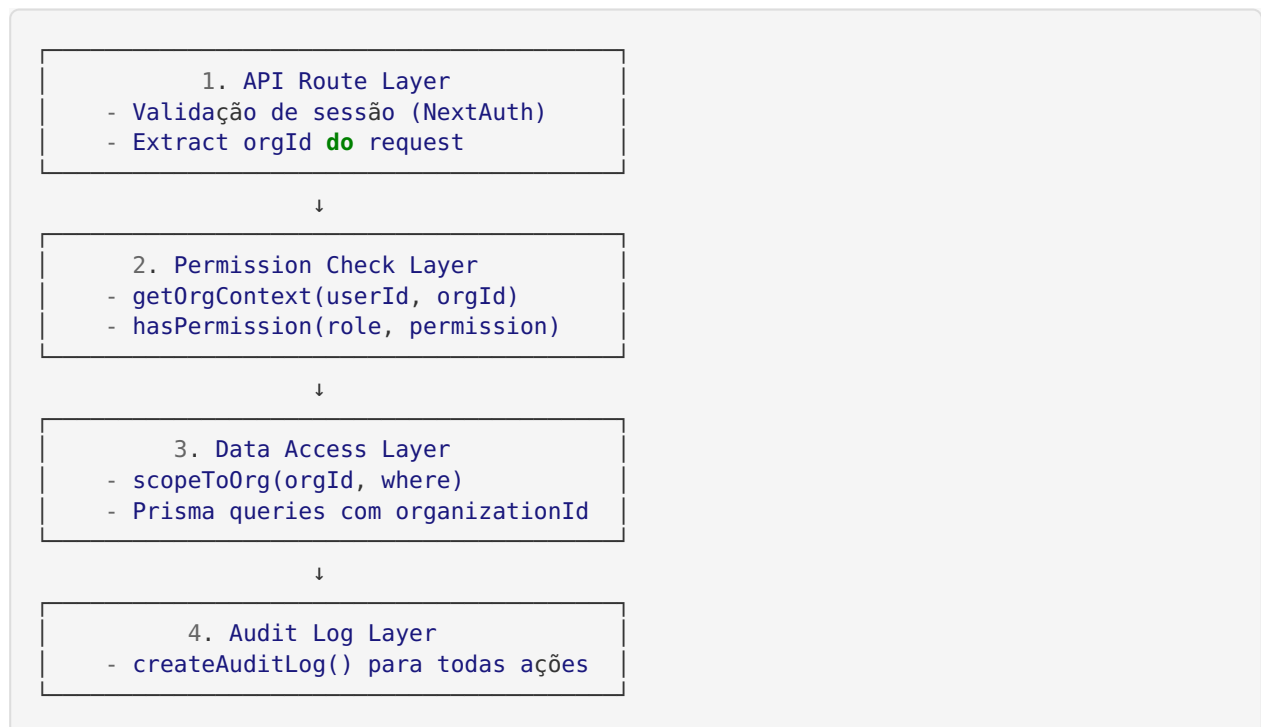 1. API Route Layer
- Validação de sessão (NextAuth)
- Extract orgId do request
↓
2. Permission Check Layer
- getOrgContext(userId, orgId)
- hasPermission(role, permission)
↓
3. Data Access Layer
- scopeToOrg(orgId, where)
- Prisma queries com organizationId
↓
4. Audit Log Layer
- createAuditLog() para todas ações